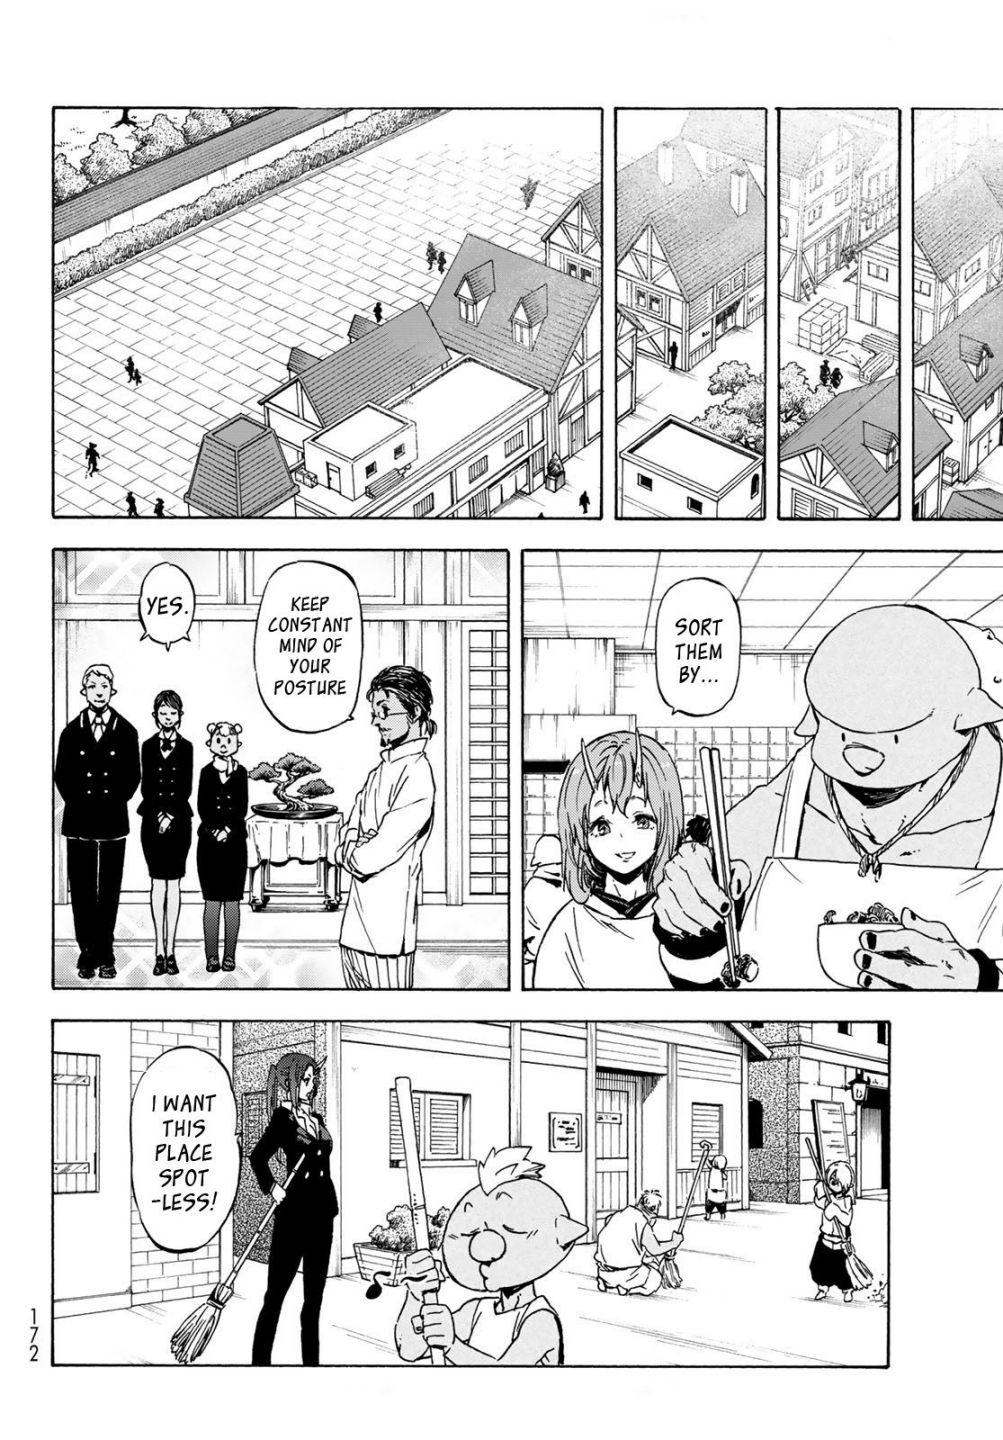 SORT
THEM
BY...
KEEP
CONSTANT
MIND OF
YOUR
POSTURE
YES.
I WANT
THIS
PLACE
SPOT
-LESS!
172